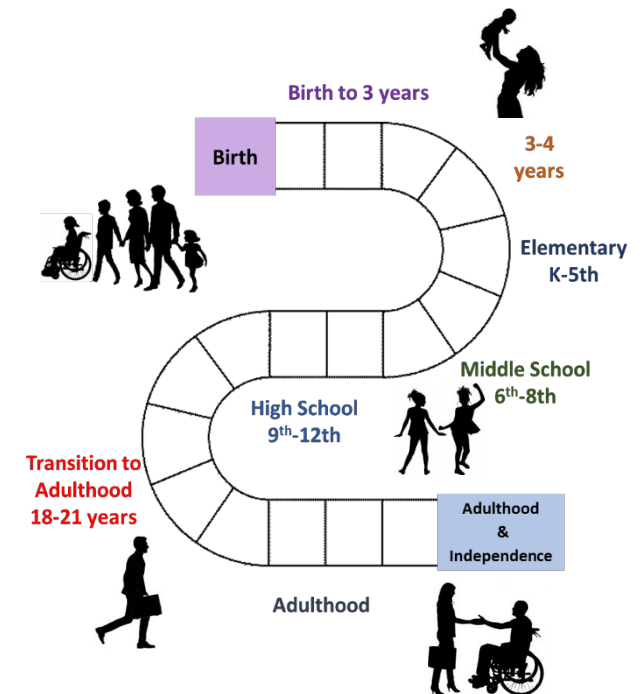 Birth to 3 years
Birth
3-4
years
Elementary
K-5th
Middle School
6th-8th
High School
9th-12th
Transition to
Adulthood
18-21 years
Adulthood
&
Independence
Adulthood